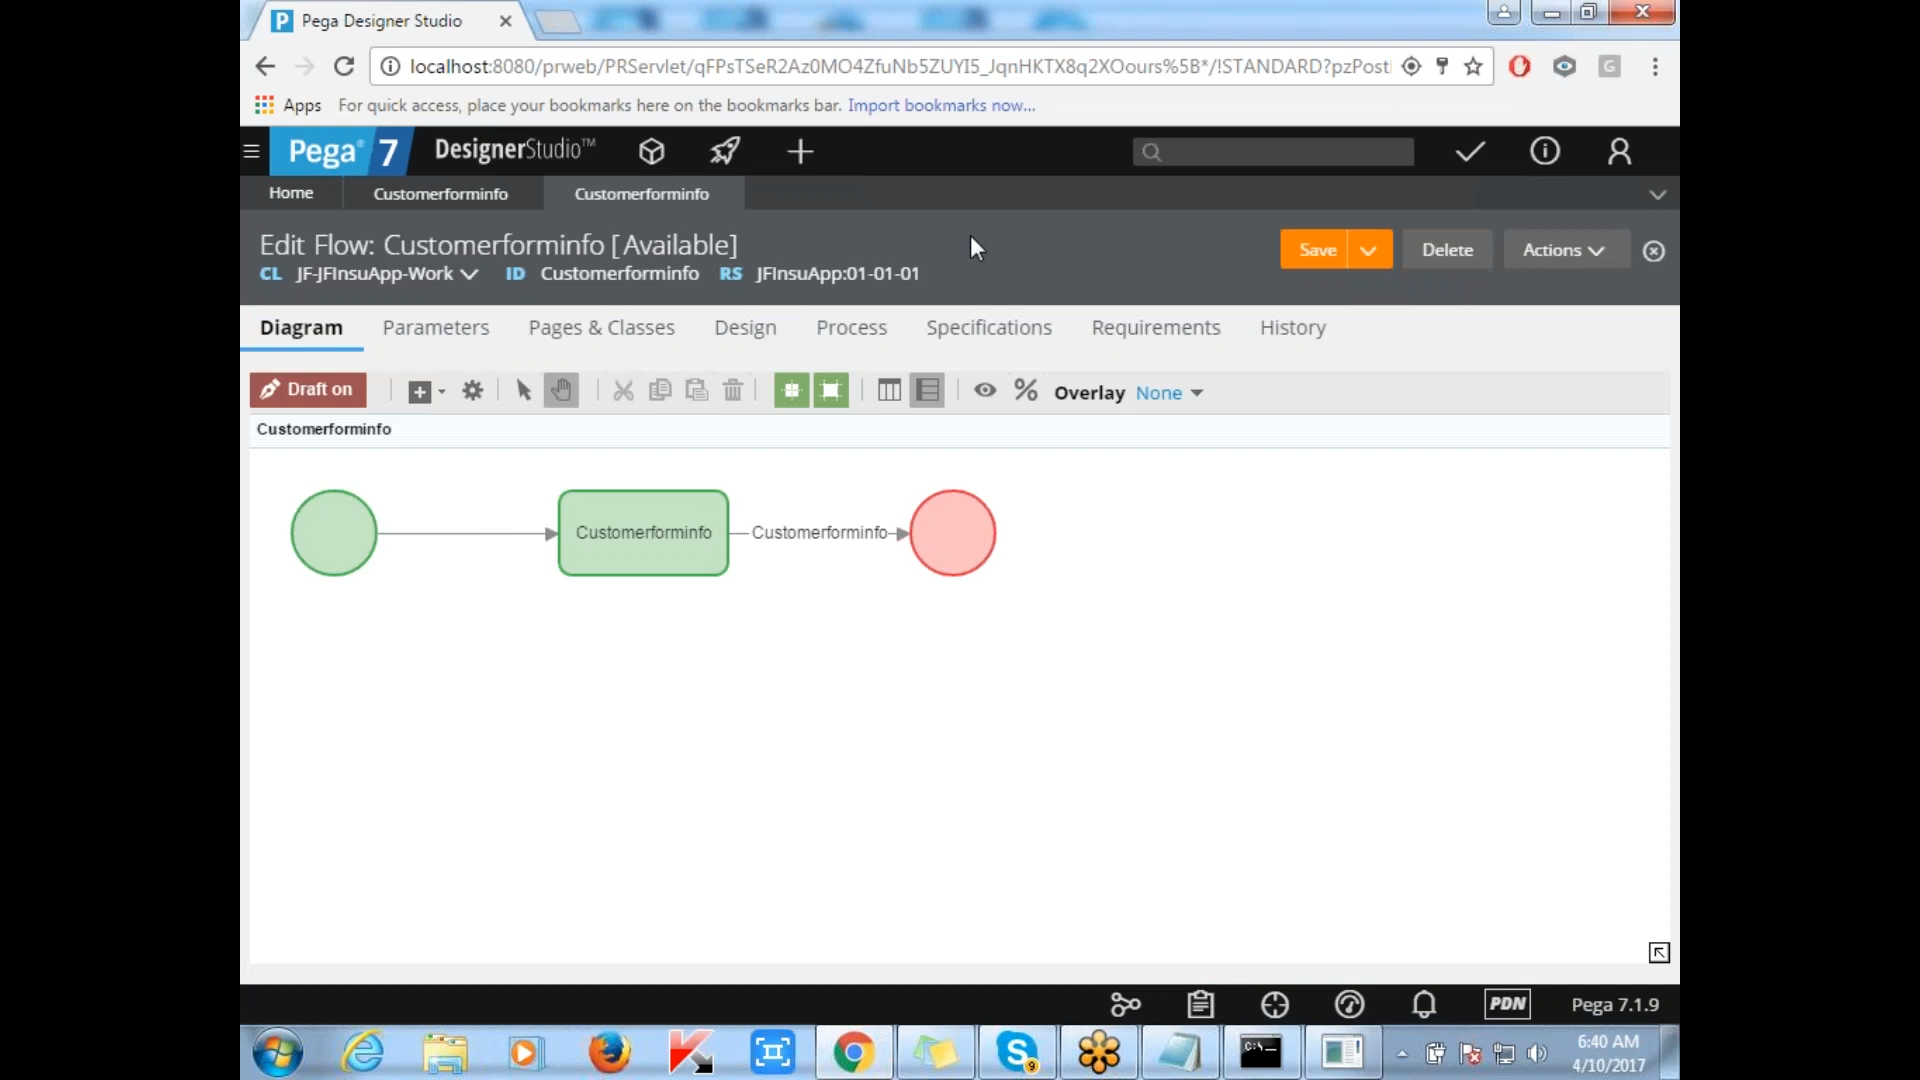 Pega Designer Studio
localhost:8080/prweb/PRServlet/qFPsTSeR2Az0MO4ZfuNb5ZUYI5_JqnHKTX8q2XOours%5B*/!STANDARD?pzPost
Apps For quick access, place your bookmarks here on the bookmarks bar. Import bookmarks now...
Pega® 7 DesignerStudio™
Home Customerforminfo Customerforminfo
Edit Flow: Customerforminfo [Available]
Save Delete Actions
CL JF-JFInsuApp-Work ID Customerforminfo RS JFInsuApp:01-01-01
Diagram Parameters Pages & Classes Design Process Specifications Requirements History
Draft on Overlay None
Customerforminfo
Customerforminfo Customerforminfo
PDN Pega 7.1.9
6:40 AM
4/10/2017